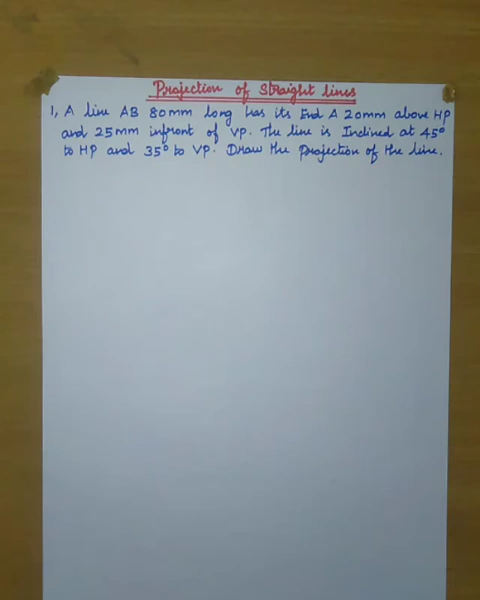 Projection of Straight lines
1, A line AB 80mm long has its End A 20mm above HP
and 25mm infront of VP. The line is Inclined at 45°
to HP and 35° to VP. Draw the Projection of the line.